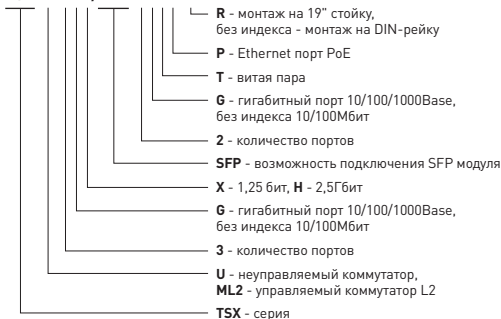 R - монтаж на 19" стойку,
без индекса - монтаж на DIN-рейку
P - Ethernet порт PoE
T - витая пара
G - гигабитный порт 10/100/1000Base,
без индекса 10/100Мбит
2 - количество портов
SFP - возможность подключения SFP модуля
X - 1,25 бит, H - 2,5Гбит
G - гигабитный порт 10/100/1000Base,
без индекса 10/100Мбит
3 - количество портов
U - неуправляемый коммутатор,
ML2 - управляемый коммутатор L2
TSX - серия